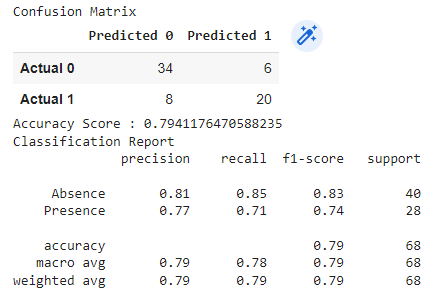 Confusion Matrix
Predicted 0 Predicted 1
Actual 0 34 6
Actual 1 8 20
Accuracy Score : 0.7941176470588235
Classification Report
precision recall f1-score support
Absence 0.81 0.85 0.83 40
Presence 0.77 0.71 0.74 28
accuracy 0.79 68
macro avg 0.79 0.78 0.79 68
weighted avg 0.79 0.79 0.79 68